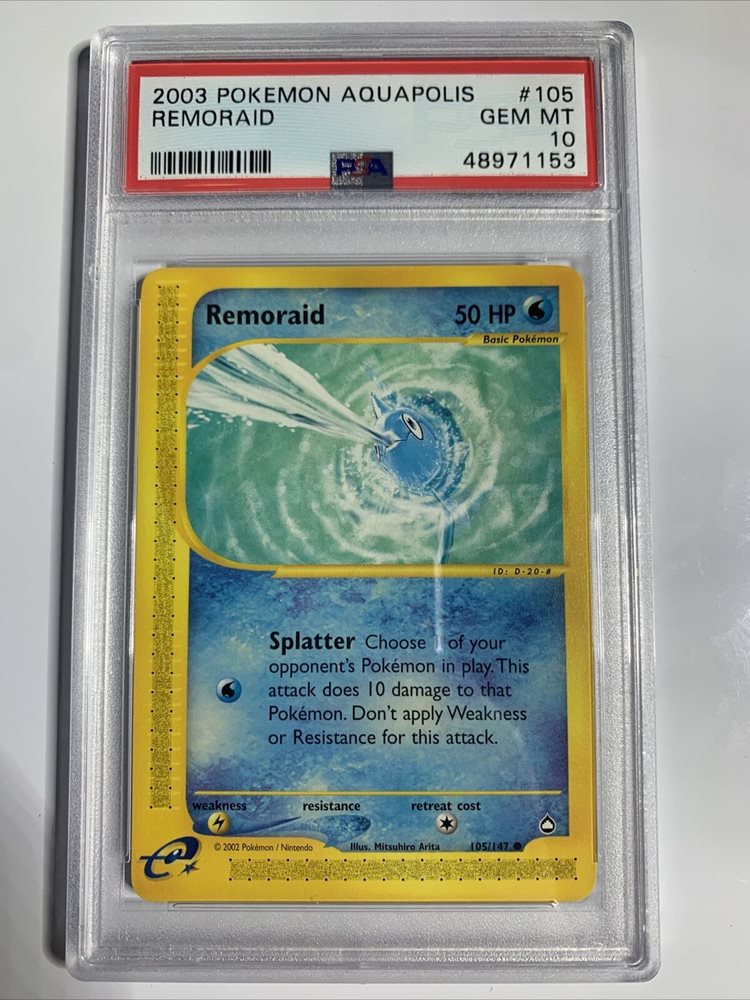 2003 POKEMON AQUAPOLIS #105
REMORAID GEM MT
10
PSA 48971153
Remoraid 50 HP
Basic Pokémon
ID: D-20-#
Splatter Choose 1 of your
opponent's Pokémon in play. This
attack does 10 damage to that
Pokémon. Don't apply Weakness
or Resistance for this attack.
weakness resistance retreat cost
© 2002 Pokémon / Nintendo Illus. Mitsuhiro Arita 105/147
e